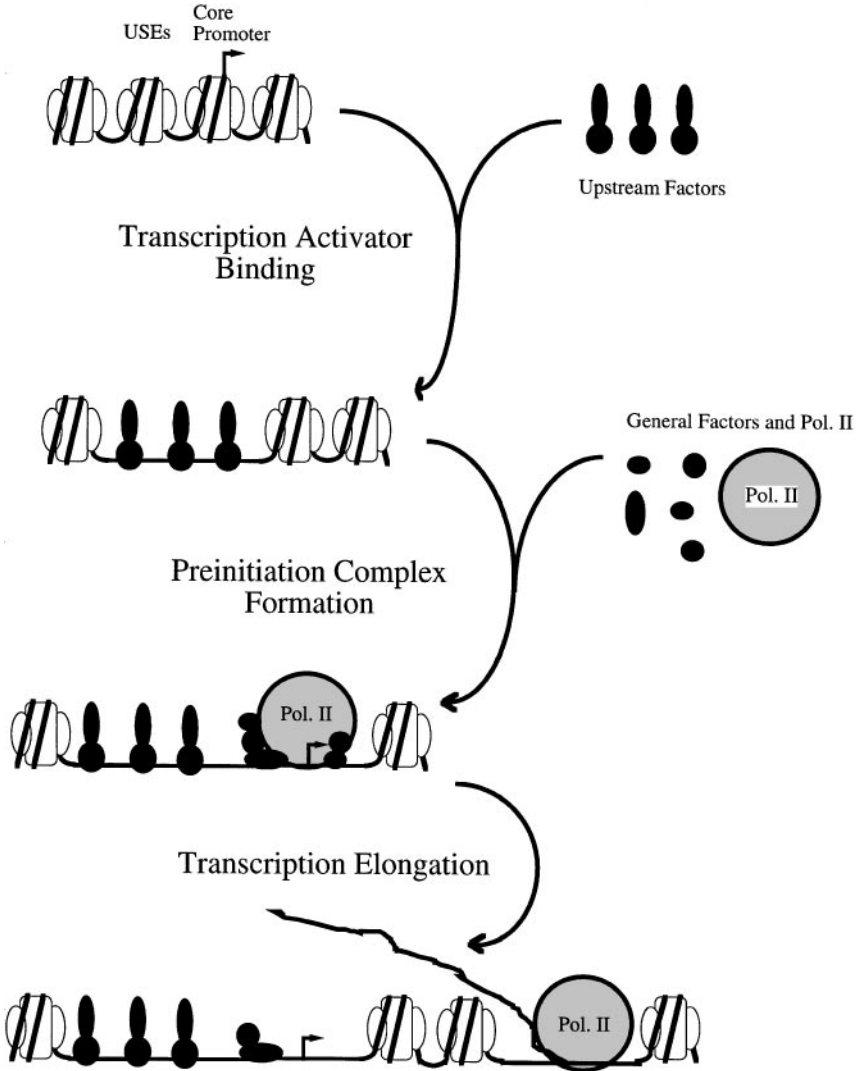 USEs
Core
Promoter
Upstream Factors
Transcription Activator
Binding
General Factors and Pol. II
Pol. II
Preinitiation Complex
Formation
Pol. II
Transcription Elongation
Pol. II